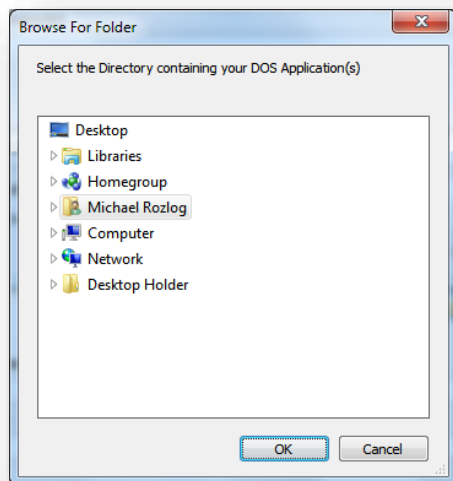 Browse For Folder
Select the Directory containing your DOS Application(s)
Desktop
Libraries
Homegroup
Michael Rozlog
Computer
Network
Desktop Holder
OK Cancel